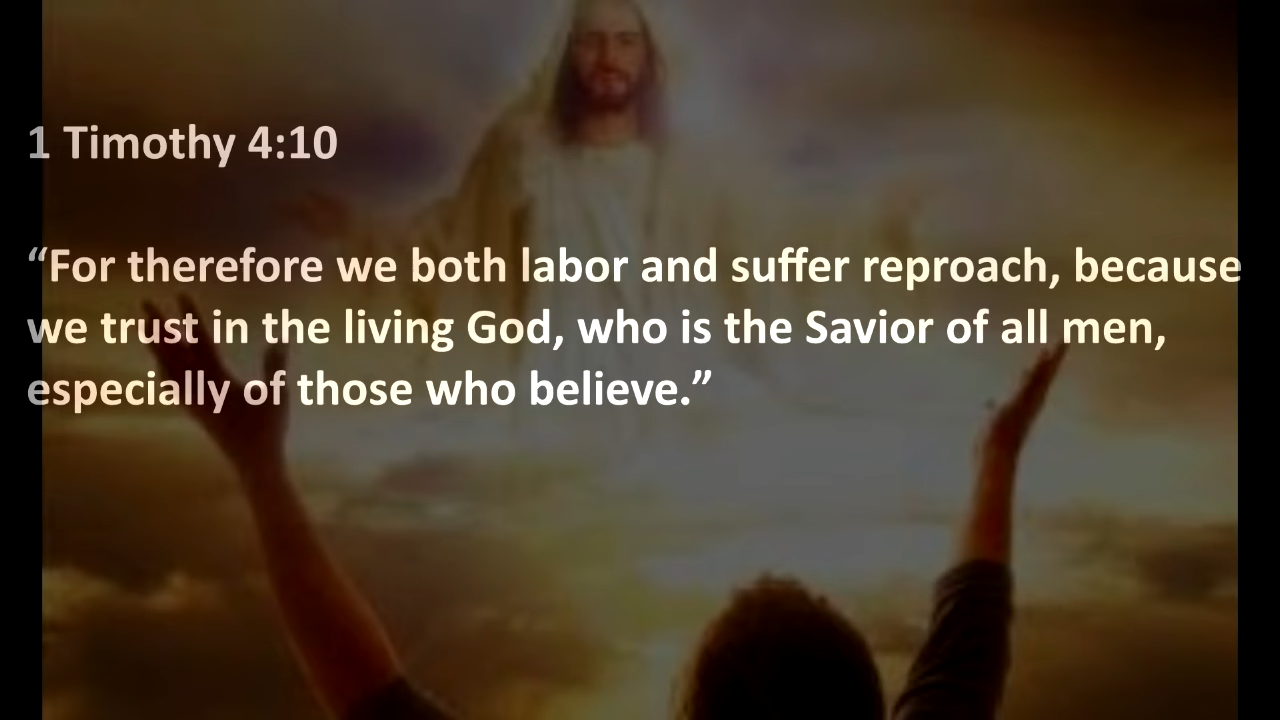 1 Timothy 4:10
“For therefore we both labor and suffer reproach, because
we trust in the living God, who is the Savior of all men,
especially of those who believe.”